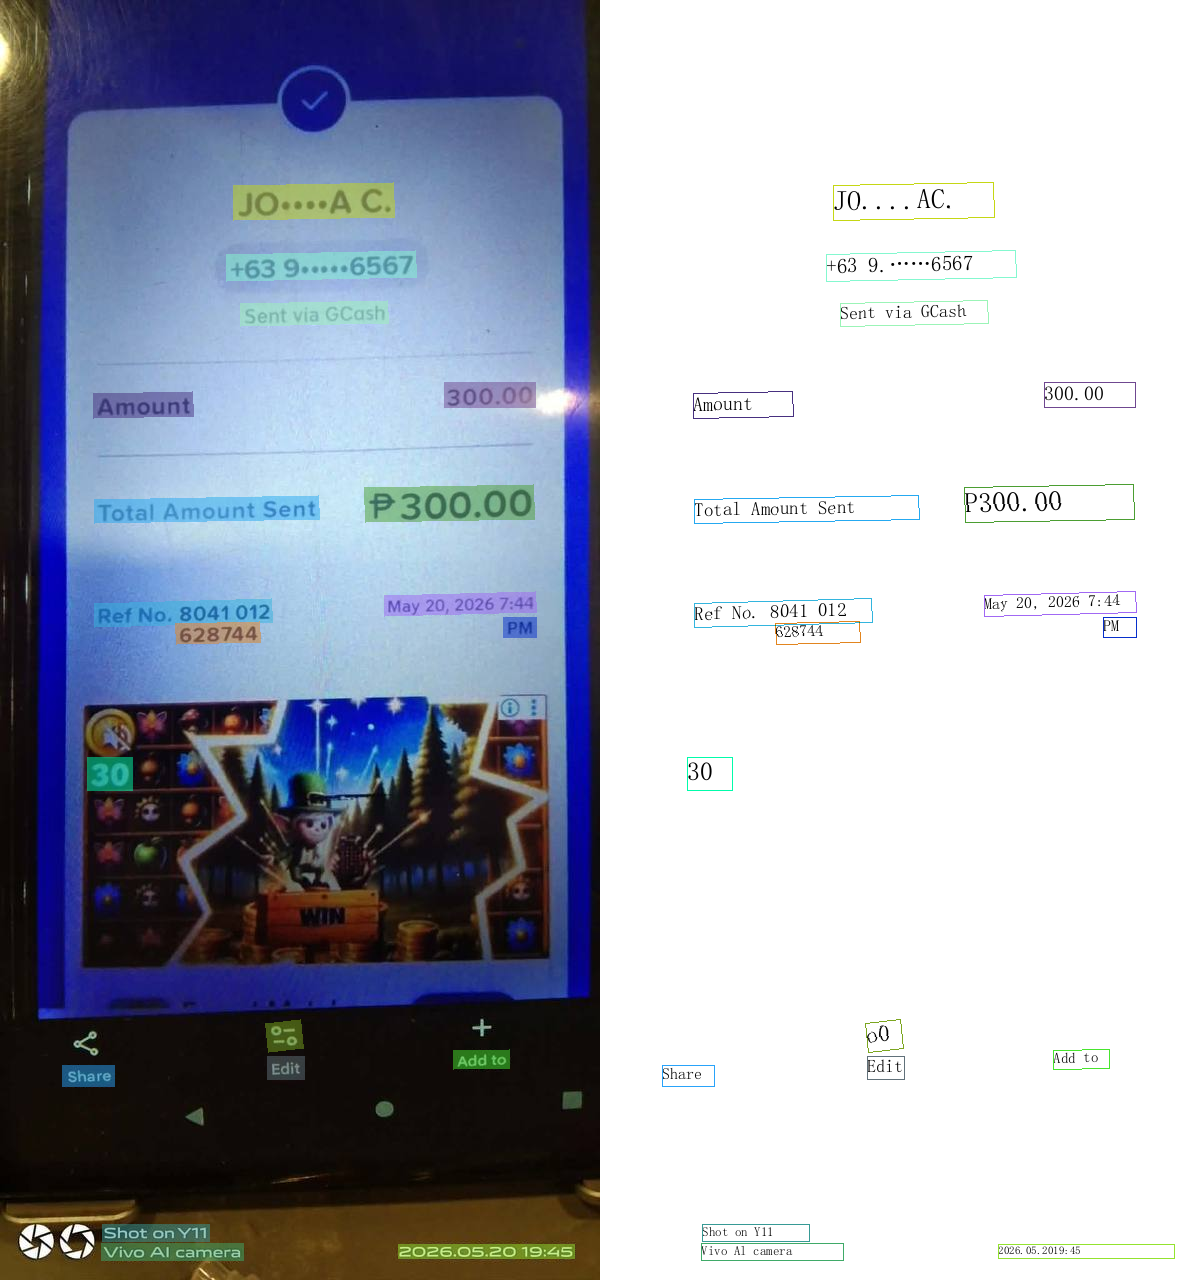 JO••••A C.
+63 9•••••6567
Sent via GCash
Amount 300.00
Total Amount Sent ₱300.00
Ref No. 8041 012 May 20, 2026 7:44
628744 PM
30
WIN
Share Edit Add to
Shot on Y11
Vivo AI camera 2026.05.20 19:45